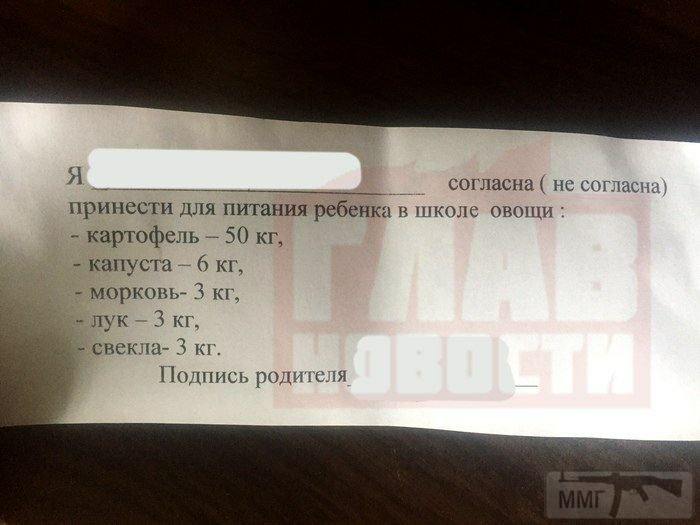 Я согласна ( не согласна)
принести для питания ребенка в школе овощи :
- картофель – 50 кг,
- капуста – 6 кг,
- морковь- 3 кг,
- лук – 3 кг,
- свекла- 3 кг.
Подпись родителя
ГЛАВ
НОВОСТИ
ММГ